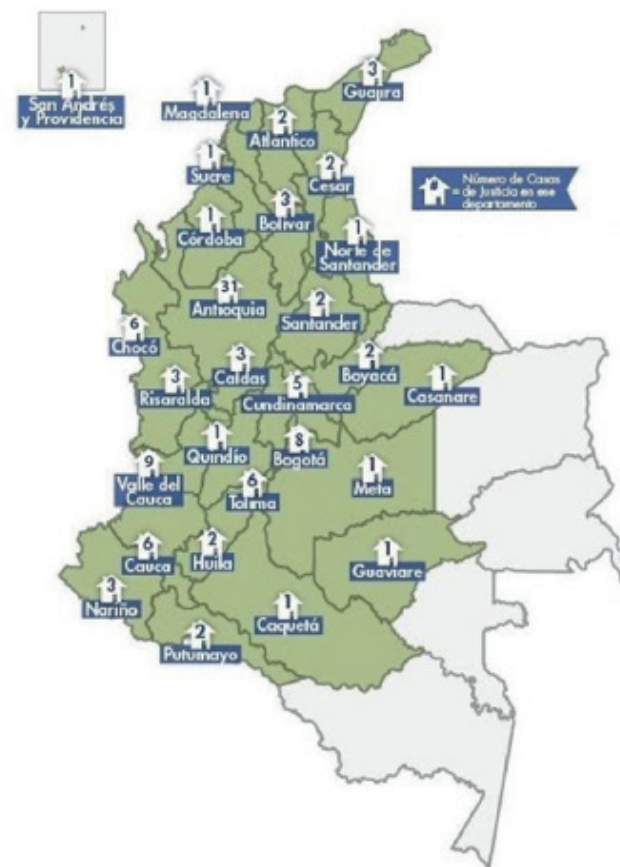 3
Guajira
1
San Andrés
y Providencia
1
Magdalena
2
Atlántico
1
Sucre
2
Cesar
#
Número de Casas
= de Justicia en ese
departamento
3
Bolívar
1
Córdoba
1
Norte de
Santander
31
Antioquia
2
Santander
6
Chocó
3
Caldas
2
Boyacá
3
Risaralda
5
Cundinamarca
1
Casanare
1
Quindío
8
Bogotá
9
Valle del
Cauca
6
Tolima
1
Meta
6
Cauca
2
Huila
1
Guaviare
3
Nariño
1
Caquetá
2
Putumayo